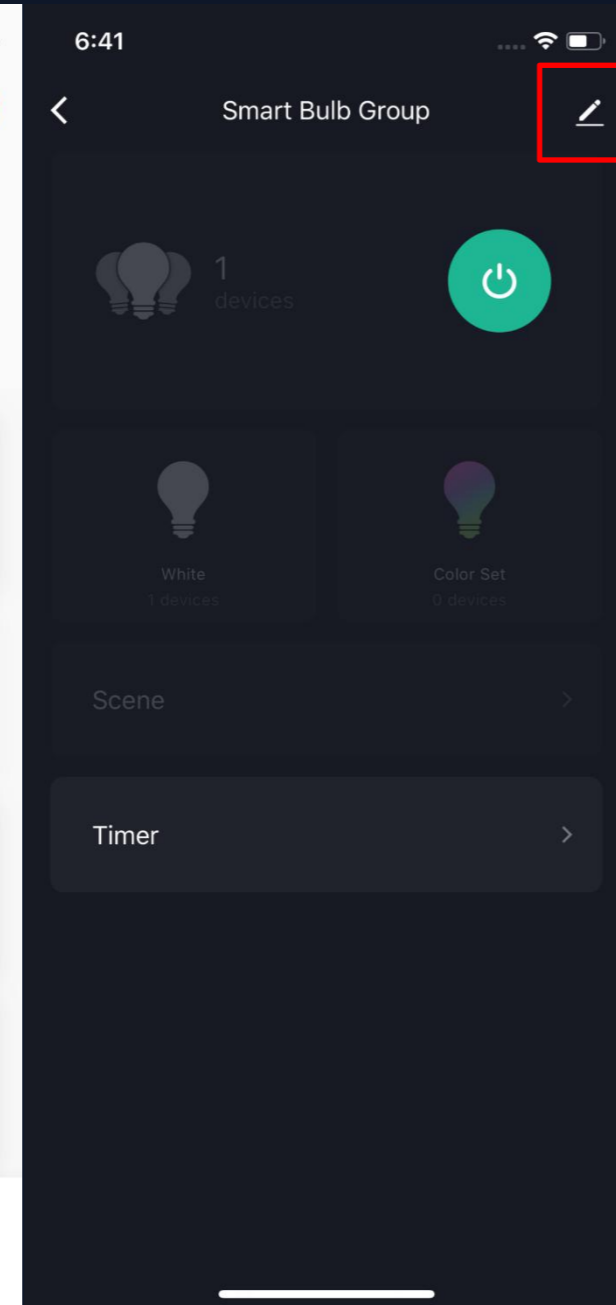 6:41
Smart Bulb Group
1
devices
White
1 devices
Color Set
0 devices
Scene
Timer